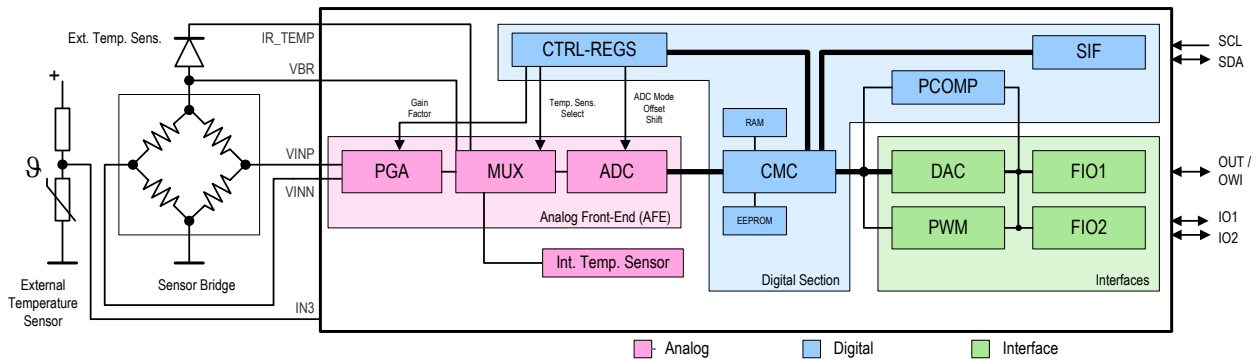 Ext. Temp. Sens.
IR_TEMP
CTRL-REGS
SIF
SCL
SDA
VBR
PCOMP
+
Gain
Factor
Temp. Sens.
Select
ADC Mode
Offset
Shift
RAM
ϑ
VINP
PGA
MUX
ADC
CMC
DAC
FIO1
OUT /
OWI
VINN
Analog Front-End (AFE)
EEPROM
PWM
FIO2
IO1
IO2
Int. Temp. Sensor
External
Temperature
Sensor
Sensor Bridge
Digital Section
Interfaces
IN3
Analog
Digital
Interface